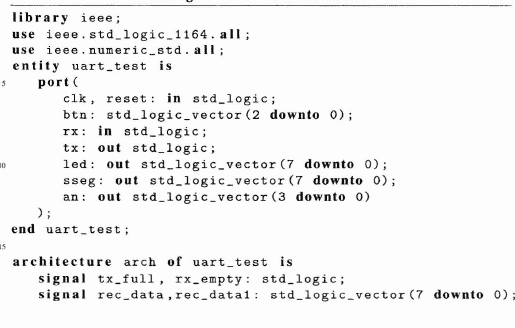 library ieee;
use ieee.std_logic_1164.all;
use ieee.numeric_std.all;
entity uart_test is
5 port(
clk, reset: in std_logic;
btn: std_logic_vector(2 downto 0);
rx: in std_logic;
tx: out std_logic;
10 led: out std_logic_vector(7 downto 0);
sseg: out std_logic_vector(7 downto 0);
an: out std_logic_vector(3 downto 0)
);
end uart_test;
15
architecture arch of uart_test is
signal tx_full, rx_empty: std_logic;
signal rec_data,rec_data1: std_logic_vector(7 downto 0);